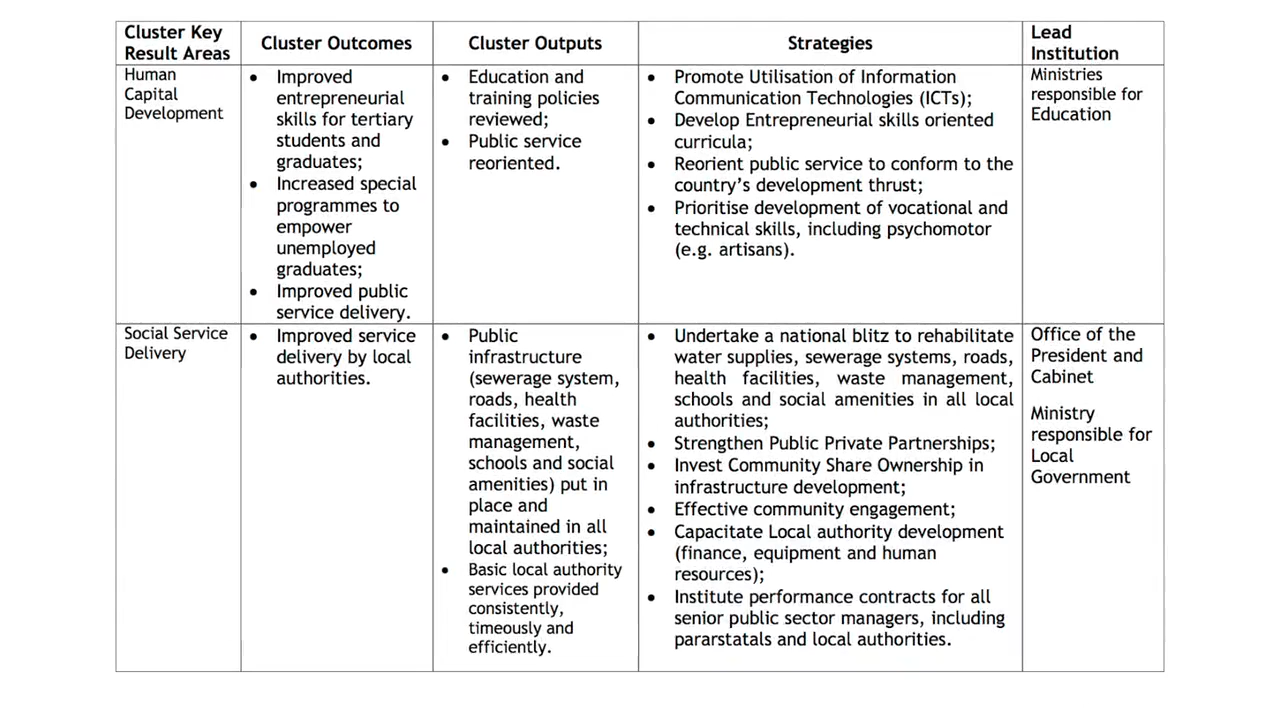 Cluster Key
Result Areas
Cluster Outcomes
Cluster Outputs
Strategies
Lead
Institution
Human
Capital
Development
• Improved
entrepreneurial
skills for tertiary
students and
graduates;
• Increased special
programmes to
empower
unemployed
graduates;
• Improved public
service delivery.
• Education and
training policies
reviewed;
• Public service
reoriented.
• Promote Utilisation of Information
Communication Technologies (ICTs);
• Develop Entrepreneurial skills oriented
curricula;
• Reorient public service to conform to the
country's development thrust;
• Prioritise development of vocational and
technical skills, including psychomotor
(e.g. artisans).
Ministries
responsible for
Education
Social Service
Delivery
• Improved service
delivery by local
authorities.
• Public
infrastructure
(sewerage system,
roads, health
facilities, waste
management,
schools and social
amenities) put in
place and
maintained in all
local authorities;
• Basic local authority
services provided
consistently,
timeously and
efficiently.
• Undertake a national blitz to rehabilitate
water supplies, sewerage systems, roads,
health facilities, waste management,
schools and social amenities in all local
authorities;
• Strengthen Public Private Partnerships;
• Invest Community Share Ownership in
infrastructure development;
• Effective community engagement;
• Capacitate Local authority development
(finance, equipment and human
resources);
• Institute performance contracts for all
senior public sector managers, including
pararstatals and local authorities.
Office of the
President and
Cabinet
Ministry
responsible for
Local
Government